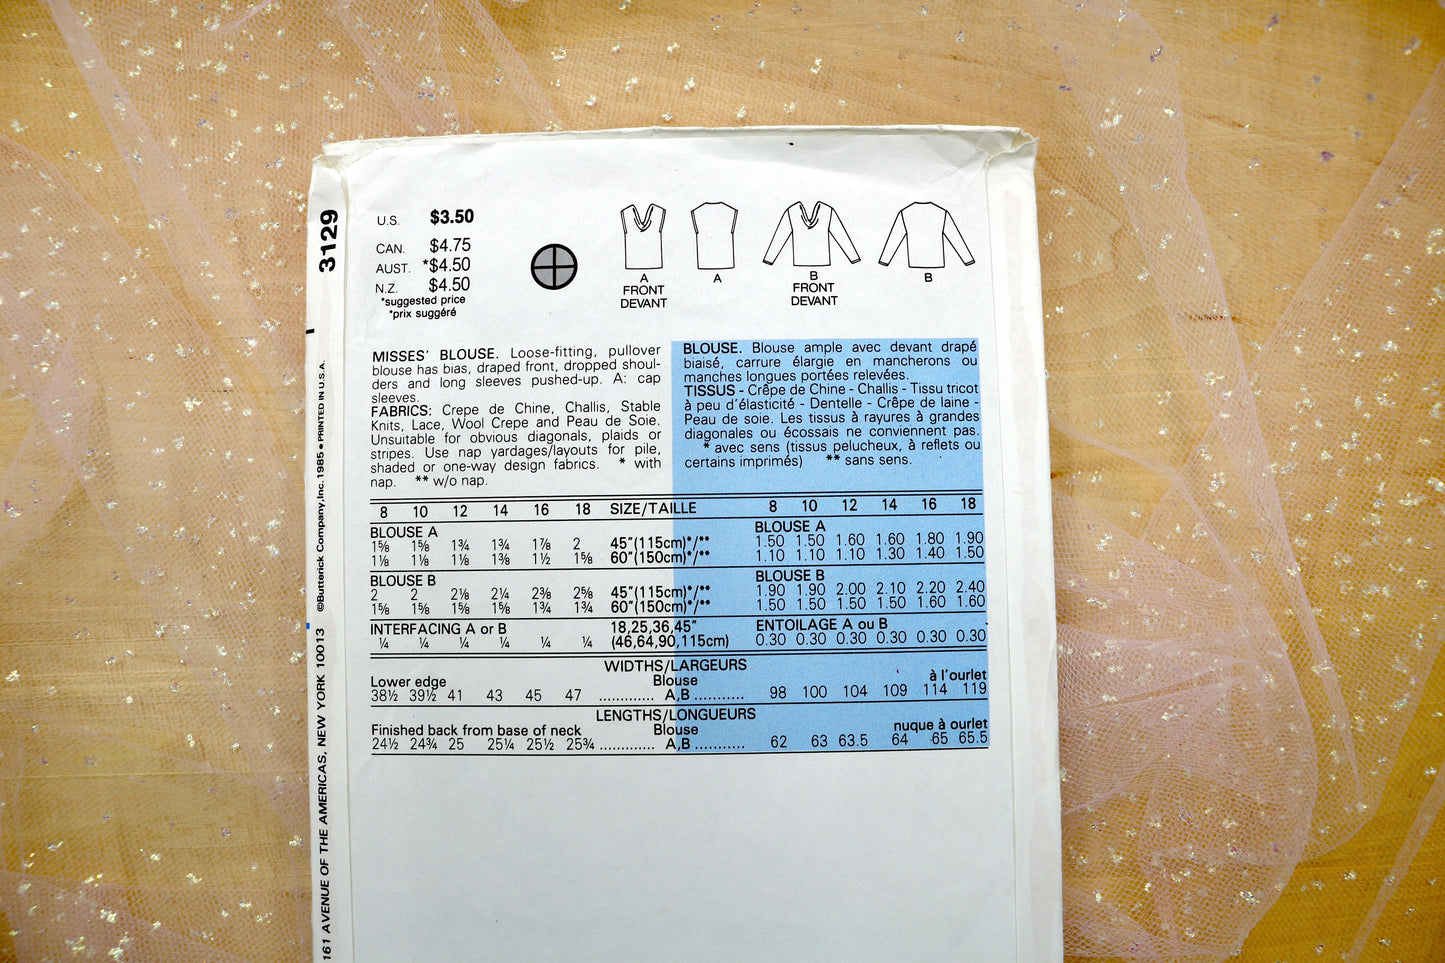 3129
©Butterick Company, Inc. 1985 • PRINTED IN U.S.A.
161 AVENUE OF THE AMERICAS, NEW YORK 10013
U.S. $3.50
CAN. $4.75
AUST. *$4.50
N.Z. $4.50
*suggested price
*prix suggéré
A
FRONT
DEVANT
A
B
FRONT
DEVANT
B
MISSES' BLOUSE. Loose-fitting, pullover
blouse has bias, draped front, dropped shoul-
ders and long sleeves pushed-up. A: cap
sleeves.
FABRICS: Crepe de Chine, Challis, Stable
Knits, Lace, Wool Crepe and Peau de Soie.
Unsuitable for obvious diagonals, plaids or
stripes. Use nap yardages/layouts for pile,
shaded or one-way design fabrics. * with
nap. ** w/o nap.
BLOUSE. Blouse ample avec devant drapé
biaisé, carrure élargie en mancherons ou
manches longues portées relevées.
TISSUS - Crêpe de Chine - Challis - Tissu tricot
à peu d'élasticité - Dentelle - Crêpe de laine -
Peau de soie. Les tissus à rayures à grandes
diagonales ou écossais ne conviennent pas.
* avec sens (tissus pelucheux, à reflets ou
certains imprimés) ** sans sens.
8 10 12 14 16 18 SIZE/TAILLE 8 10 12 14 16 18
BLOUSE A BLOUSE A
1⅝ 1⅝ 1¾ 1¾ 1⅞ 2 45"(115cm)*/** 1.50 1.50 1.60 1.60 1.80 1.90
1⅛ 1⅛ 1⅛ 1⅜ 1½ 1⅝ 60"(150cm)*/** 1.10 1.10 1.10 1.30 1.40 1.50
BLOUSE B BLOUSE B
2 2 2⅛ 2¼ 2⅜ 2⅝ 45"(115cm)*/** 1.90 1.90 2.00 2.10 2.20 2.40
1⅝ 1⅝ 1⅝ 1⅝ 1¾ 1¾ 60"(150cm)*/** 1.50 1.50 1.50 1.50 1.60 1.60
INTERFACING A or B 18,25,36,45" ENTOILAGE A ou B
¼ ¼ ¼ ¼ ¼ ¼ (46,64,90,115cm) 0.30 0.30 0.30 0.30 0.30 0.30
WIDTHS/LARGEURS
Lower edge Blouse à l'ourlet
38½ 39½ 41 43 45 47 ............. A,B ........... 98 100 104 109 114 119
LENGTHS/LONGUEURS
Finished back from base of neck Blouse nuque à ourlet
24½ 24¾ 25 25¼ 25½ 25¾ ............. A,B ........... 62 63 63.5 64 65 65.5